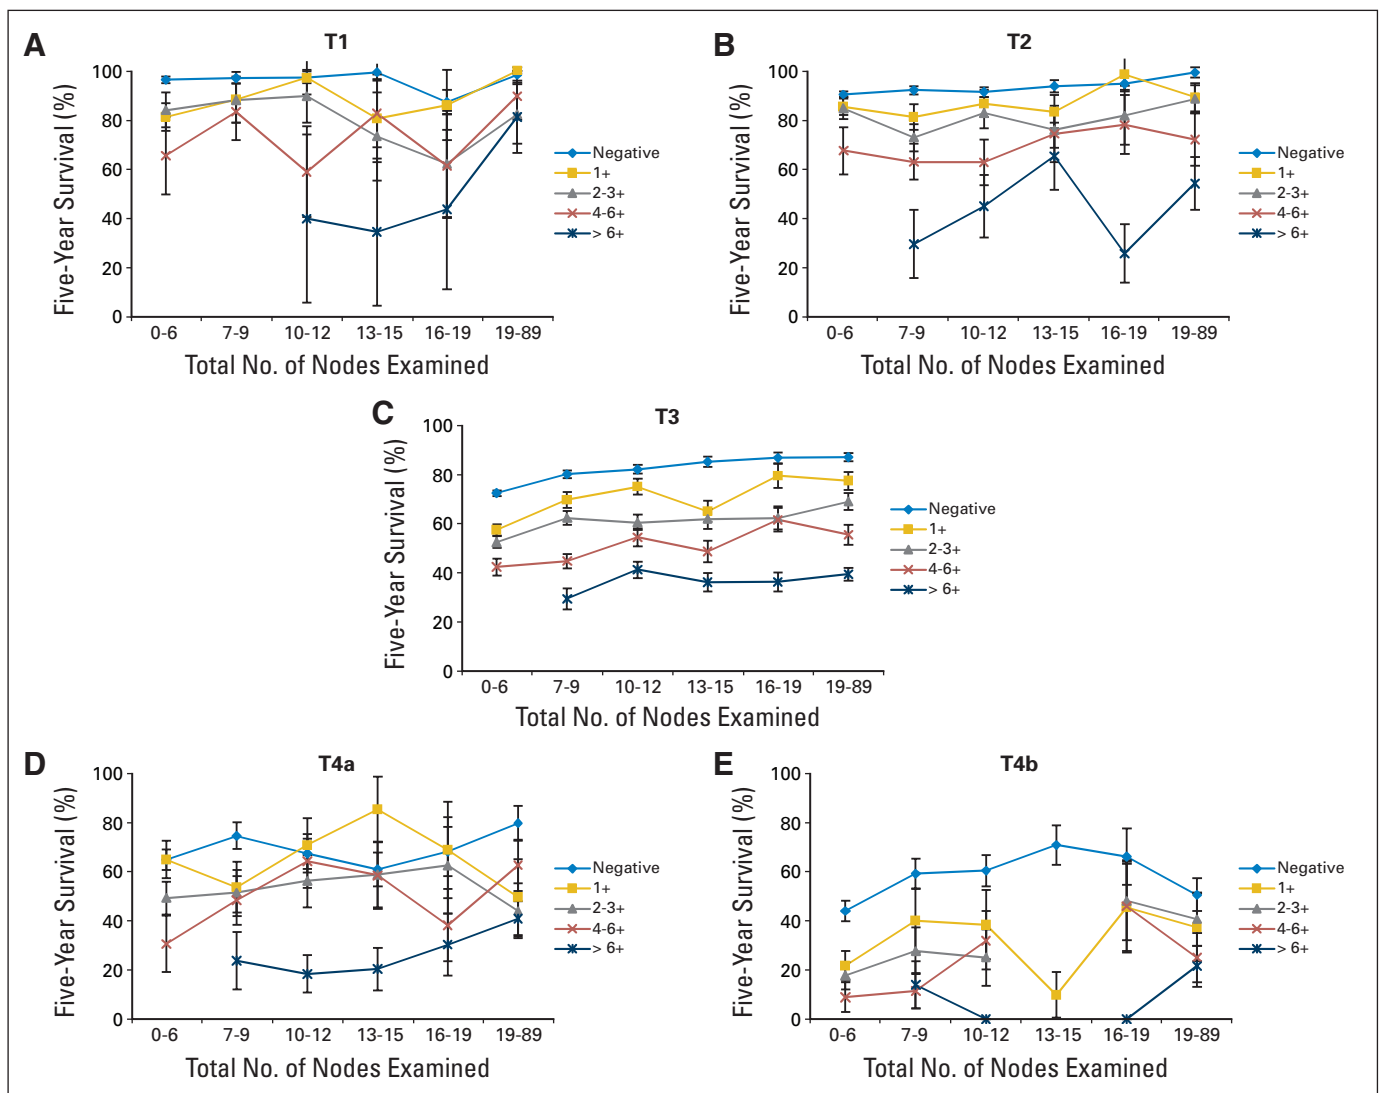 A
T1
Five-Year Survival (%)
100
80
60
40
20
0
0-6 7-9 10-12 13-15 16-19 19-89
Total No. of Nodes Examined
Negative
1+
2-3+
4-6+
> 6+
B
T2
Five-Year Survival (%)
100
80
60
40
20
0
0-6 7-9 10-12 13-15 16-19 19-89
Total No. of Nodes Examined
Negative
1+
2-3+
4-6+
> 6+
C
T3
Five-Year Survival (%)
100
80
60
40
20
0
0-6 7-9 10-12 13-15 16-19 19-89
Total No. of Nodes Examined
Negative
1+
2-3+
4-6+
> 6+
D
T4a
Five-Year Survival (%)
100
80
60
40
20
0
0-6 7-9 10-12 13-15 16-19 19-89
Total No. of Nodes Examined
Negative
1+
2-3+
4-6+
> 6+
E
T4b
Five-Year Survival (%)
100
80
60
40
20
0
0-6 7-9 10-12 13-15 16-19 19-89
Total No. of Nodes Examined
Negative
1+
2-3+
4-6+
> 6+